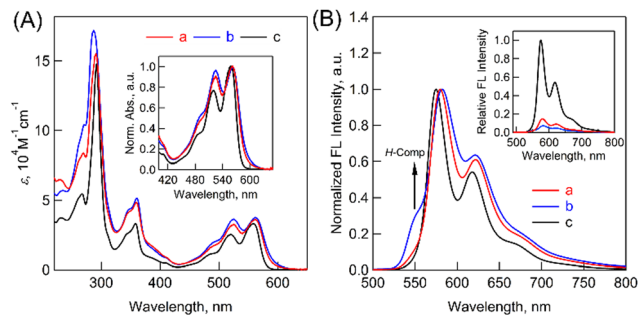 (A)
a b c
ε, 10⁴M⁻¹ cm⁻¹
15
10
5
0
300 400 500 600
Wavelength, nm
Norm. Abs., a.u.
1.0
0.8
0.6
0.4
0.2
0.0
420 480 540 600
Wavelength, nm
(B)
Normalized FL Intensity, a.u.
1.4
1.2
1.0
0.8
0.6
0.4
0.2
0.0
500 550 600 650 700 750 800
Wavelength, nm
H-Comp
a
b
c
Relative FL Intensity
1.0
0.8
0.6
0.4
0.2
0.0
500 600 700 800
Wavelength, nm